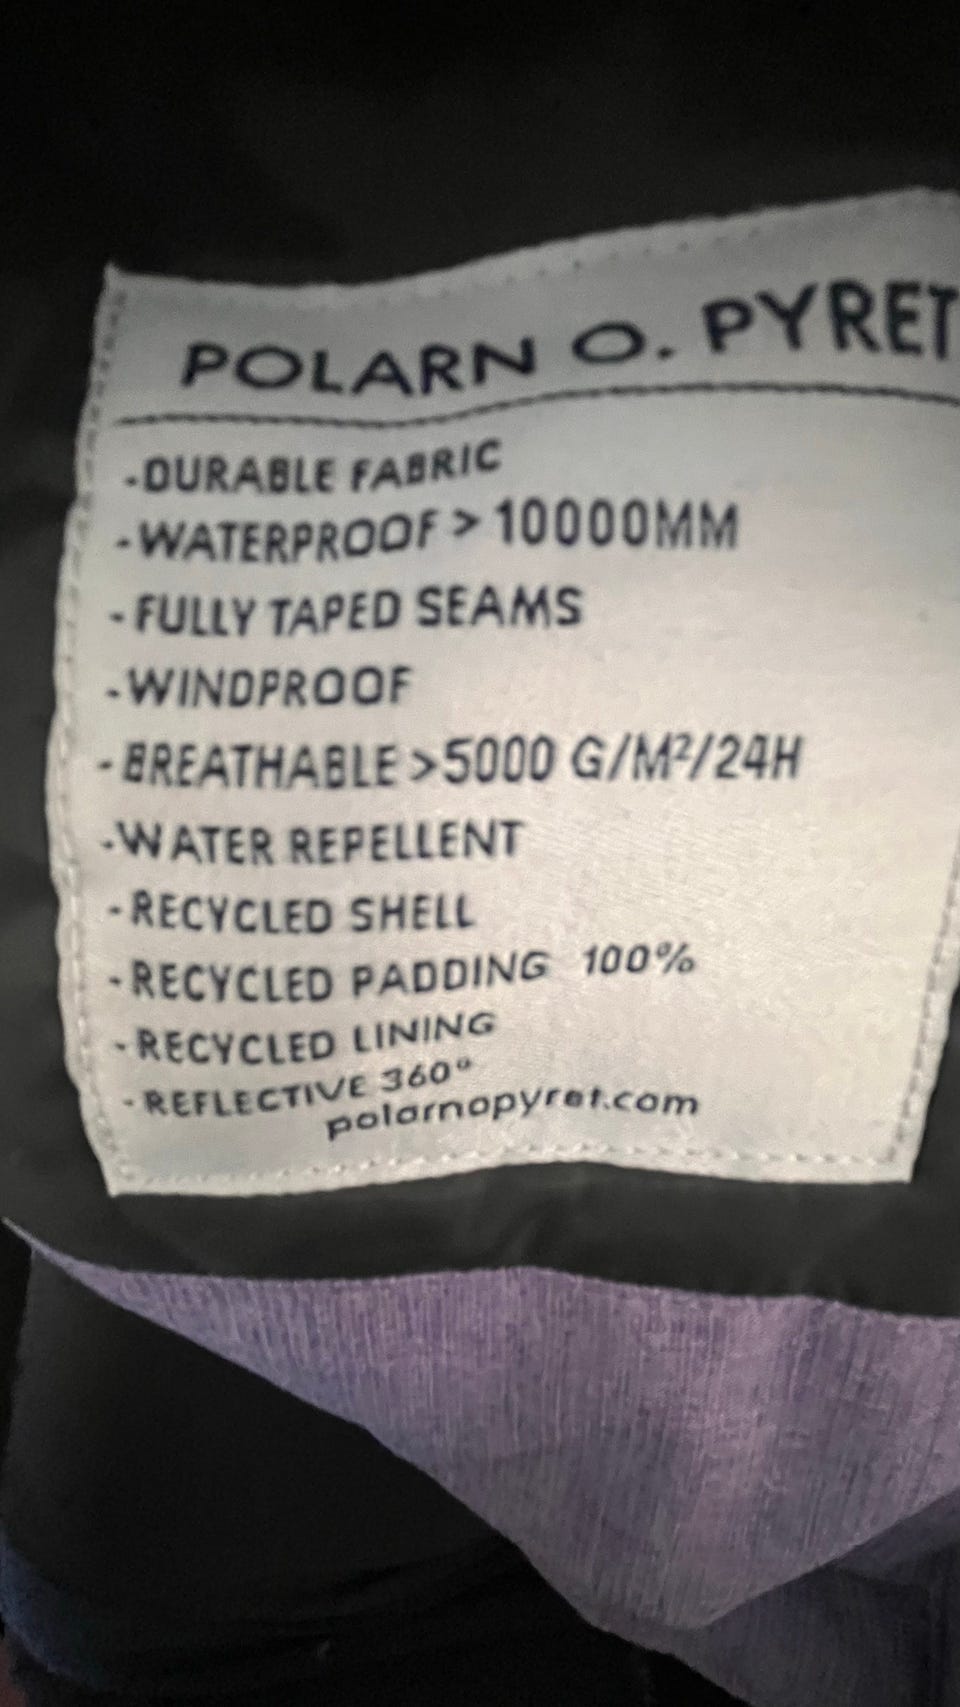 POLARN O. PYRET
-DURABLE FABRIC
-WATERPROOF > 10000MM
-FULLY TAPED SEAMS
-WINDPROOF
-BREATHABLE >5000 G/M²/24H
-WATER REPELLENT
-RECYCLED SHELL
-RECYCLED PADDING 100%
-RECYCLED LINING
-REFLECTIVE 360°
polarnopyret.com